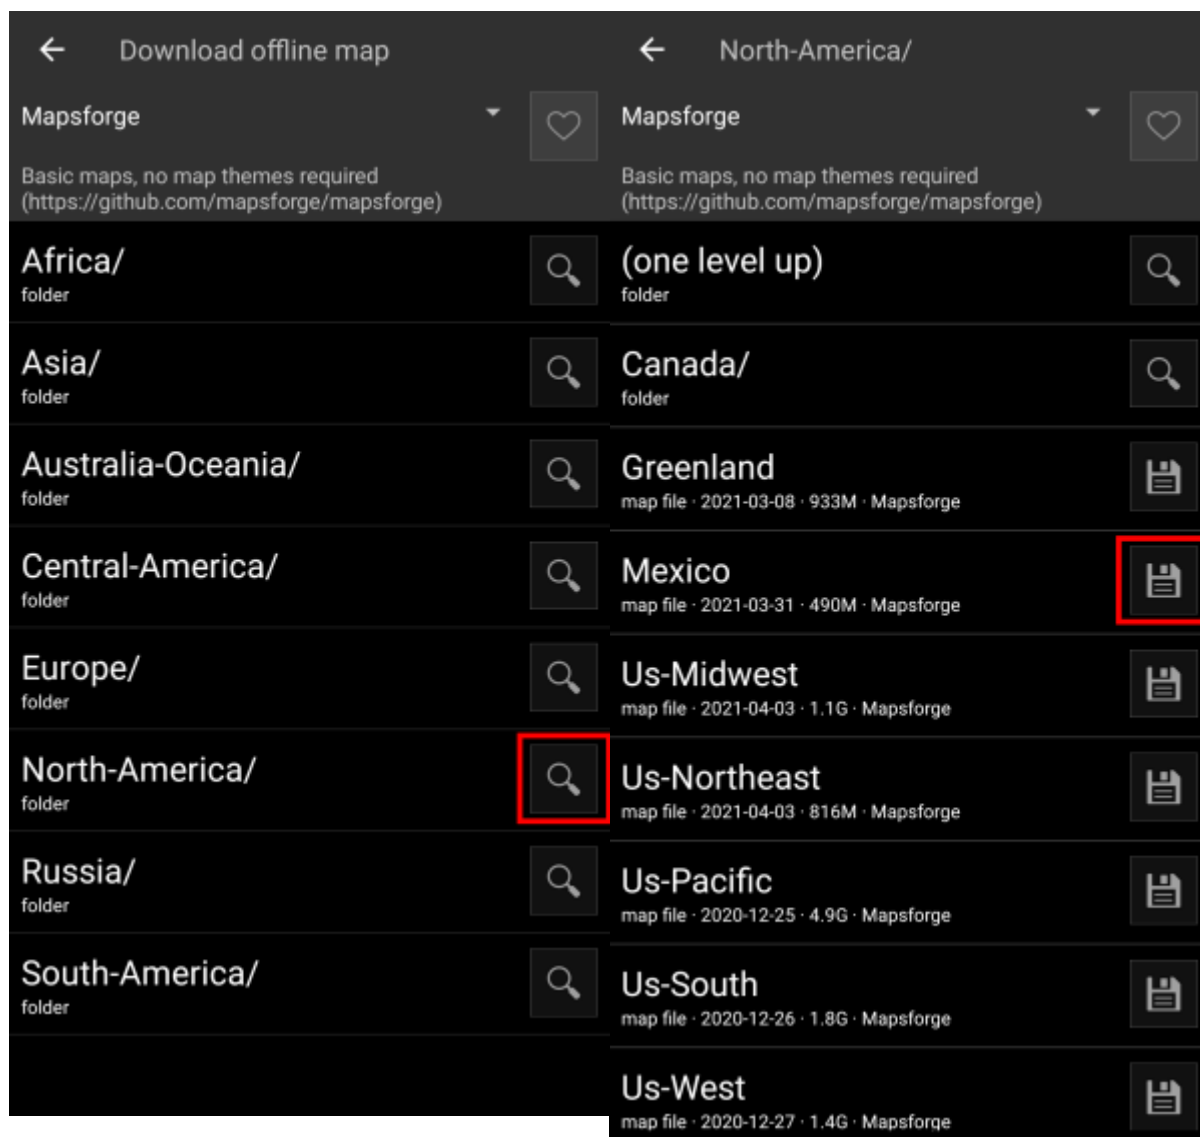 Download offline map
Mapsforge
Basic maps, no map themes required
(https://github.com/mapsforge/mapsforge)
Africa/
folder
Asia/
folder
Australia-Oceania/
folder
Central-America/
folder
Europe/
folder
North-America/
folder
Russia/
folder
South-America/
folder
North-America/
Mapsforge
Basic maps, no map themes required
(https://github.com/mapsforge/mapsforge)
(one level up)
folder
Canada/
folder
Greenland
map file · 2021-03-08 · 933M · Mapsforge
Mexico
map file · 2021-03-31 · 490M · Mapsforge
Us-Midwest
map file · 2021-04-03 · 1.1G · Mapsforge
Us-Northeast
map file · 2021-04-03 · 816M · Mapsforge
Us-Pacific
map file · 2020-12-25 · 4.9G · Mapsforge
Us-South
map file · 2020-12-26 · 1.8G · Mapsforge
Us-West
map file · 2020-12-27 · 1.4G · Mapsforge